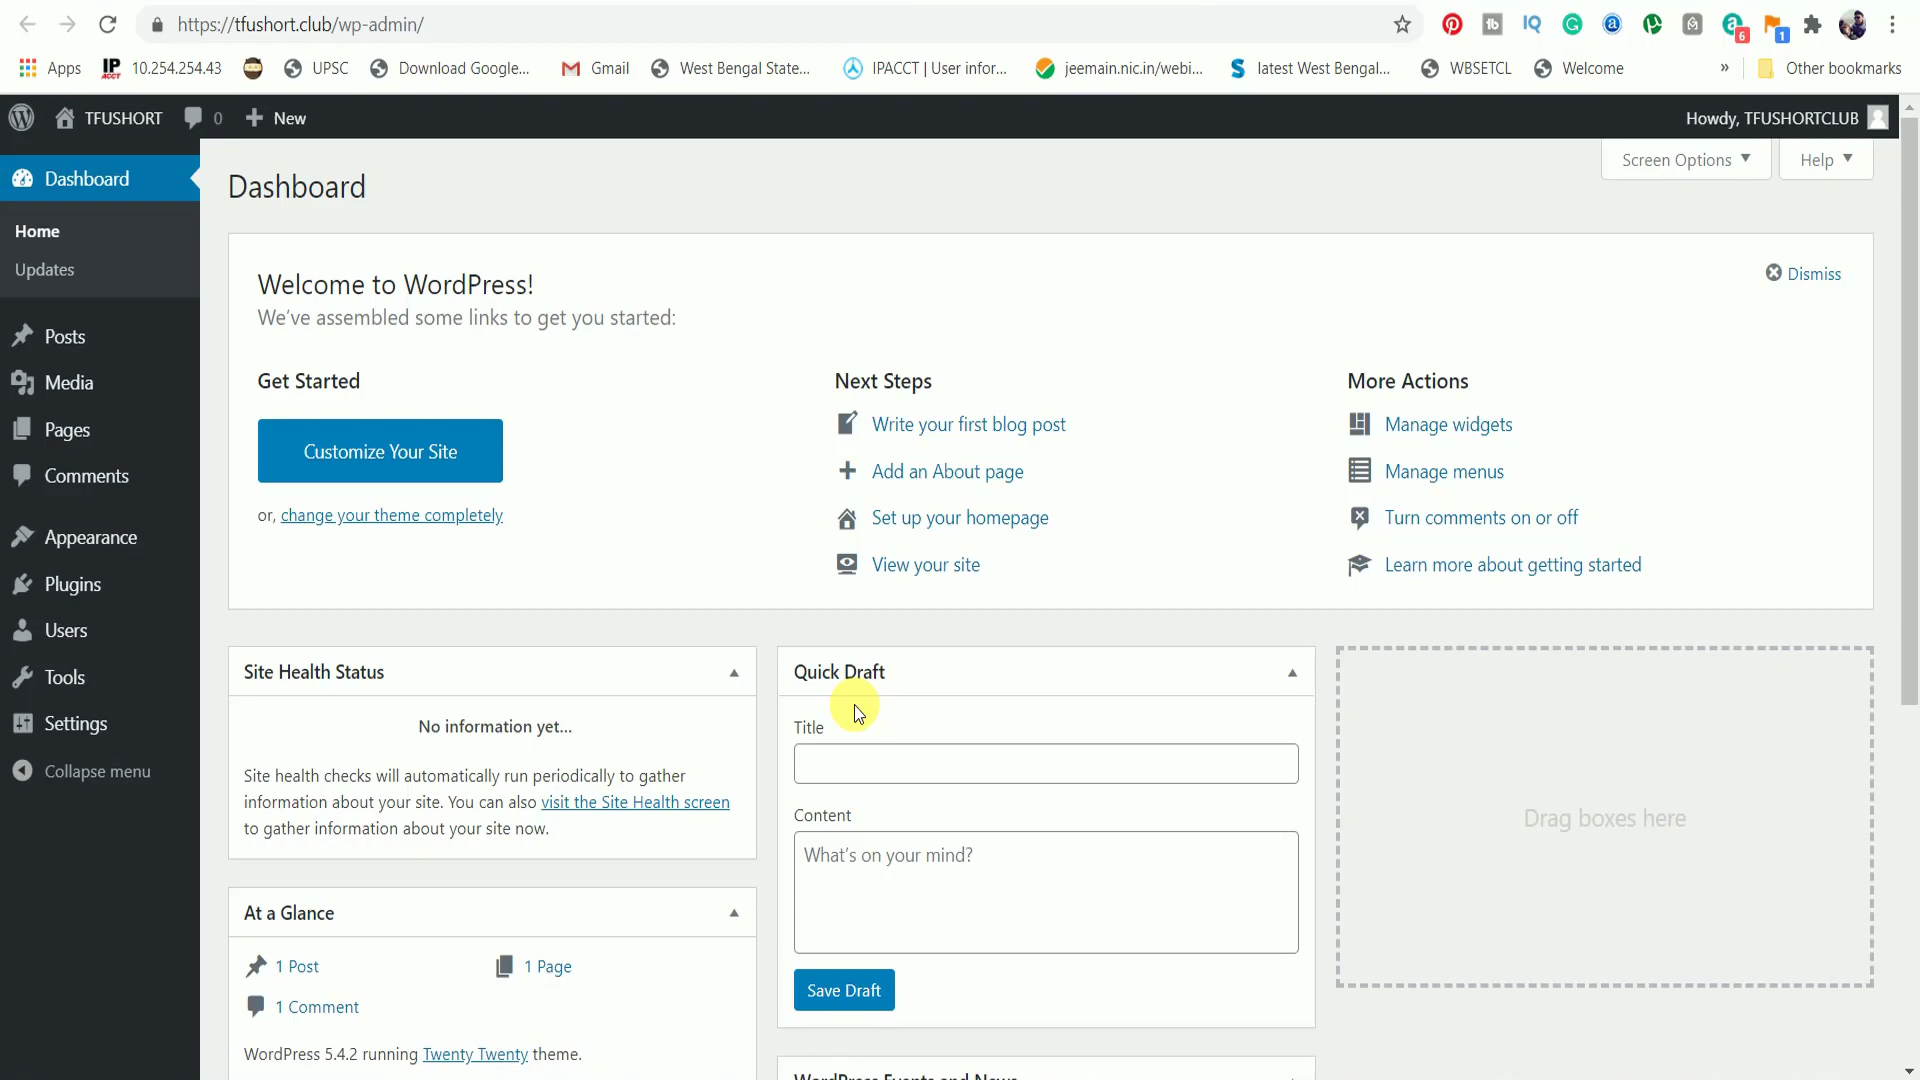 https://tfushort.club/wp-admin/
6
1
Apps
IP
ACCT
10.254.254.43
UPSC
Download Google...
Gmail
West Bengal State...
IPACCT | User infor...
jeemain.nic.in/webi...
latest West Bengal...
WBSETCL
Welcome
»
Other bookmarks
TFUSHORT
0
New
Howdy, TFUSHORTCLUB
Screen Options
Help
Dashboard
Home
Updates
Posts
Media
Pages
Comments
Appearance
Plugins
Users
Tools
Settings
Collapse menu
Dashboard
Welcome to WordPress!
We've assembled some links to get you started:
Dismiss
Get Started
Customize Your Site
or, change your theme completely
Next Steps
Write your first blog post
Add an About page
Set up your homepage
View your site
More Actions
Manage widgets
Manage menus
Turn comments on or off
Learn more about getting started
Site Health Status
No information yet...
Site health checks will automatically run periodically to gather
information about your site. You can also visit the Site Health screen
to gather information about your site now.
At a Glance
1 Post
1 Page
1 Comment
WordPress 5.4.2 running Twenty Twenty theme.
Quick Draft
Title
Content
What's on your mind?
Save Draft
WordPress Events and News
Drag boxes here